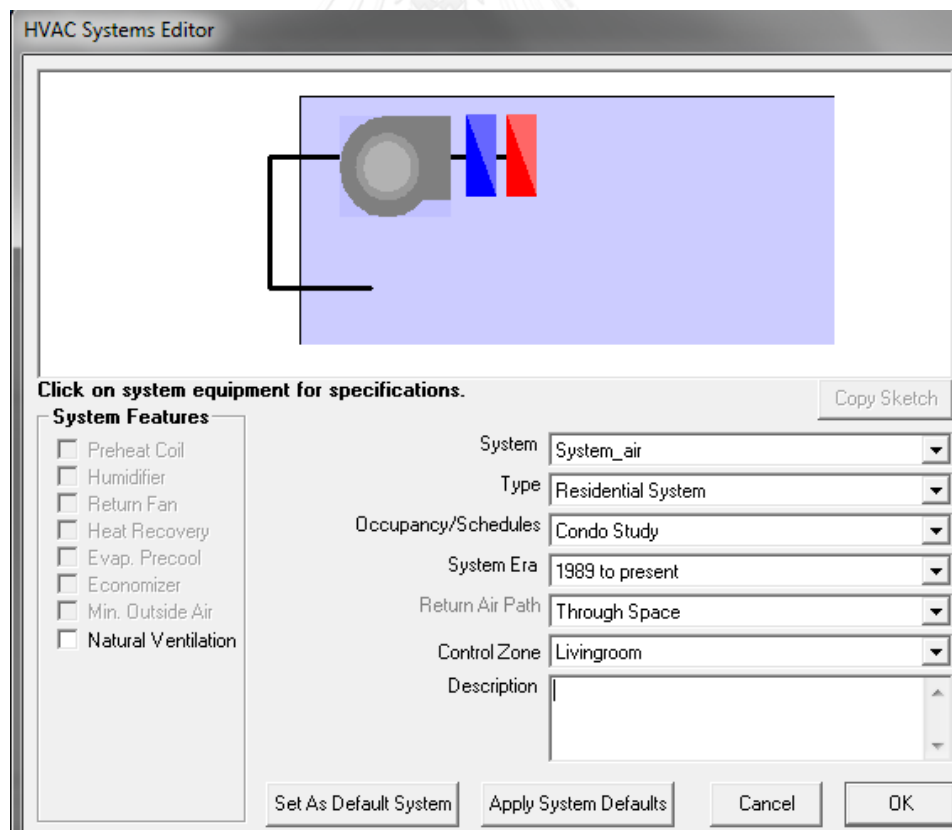 HVAC Systems Editor
Click on system equipment for specifications.
Copy Sketch
System Features
Preheat Coil
Humidifier
Return Fan
Heat Recovery
Evap. Precool
Economizer
Min. Outside Air
Natural Ventilation
System System_air
Type Residential System
Occupancy/Schedules Condo Study
System Era 1989 to present
Return Air Path Through Space
Control Zone Livingroom
Description
Set As Default System Apply System Defaults Cancel OK